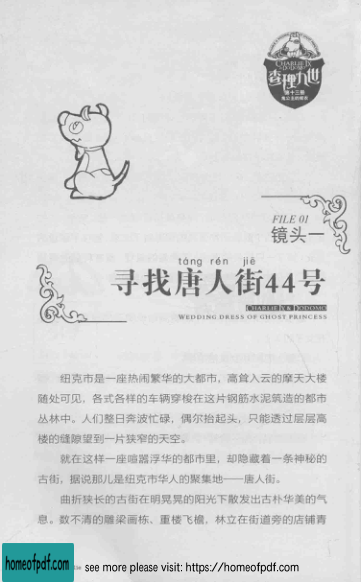 CHARLIE IX
DODOMO
查理九世
第十三册
鬼公主的嫁衣
FILE 01
镜头一
táng rén jiē
寻找唐人街44号
CHARLIE IX & DODOMO
WEDDING DRESS OF GHOST PRINCESS
纽克市是一座热闹繁华的大都市，高耸入云的摩天大楼
随处可见，各式各样的车辆穿梭在这片钢筋水泥筑造的都市
丛林中。人们整日奔波忙碌，偶尔抬起头，只能透过层层高
楼的缝隙望到一片狭窄的天空。
就在这样一座喧嚣浮华的都市里，却隐藏着一条神秘的
古街，据说那儿是纽克市华人的聚集地——唐人街。
曲折狭长的古街在明晃晃的阳光下散发出古朴华美的气
息。数不清的雕梁画栋，重楼飞檐，林立在街道旁的店铺青
homeofpdf.com
see more please visit: https://homeofpdf.com